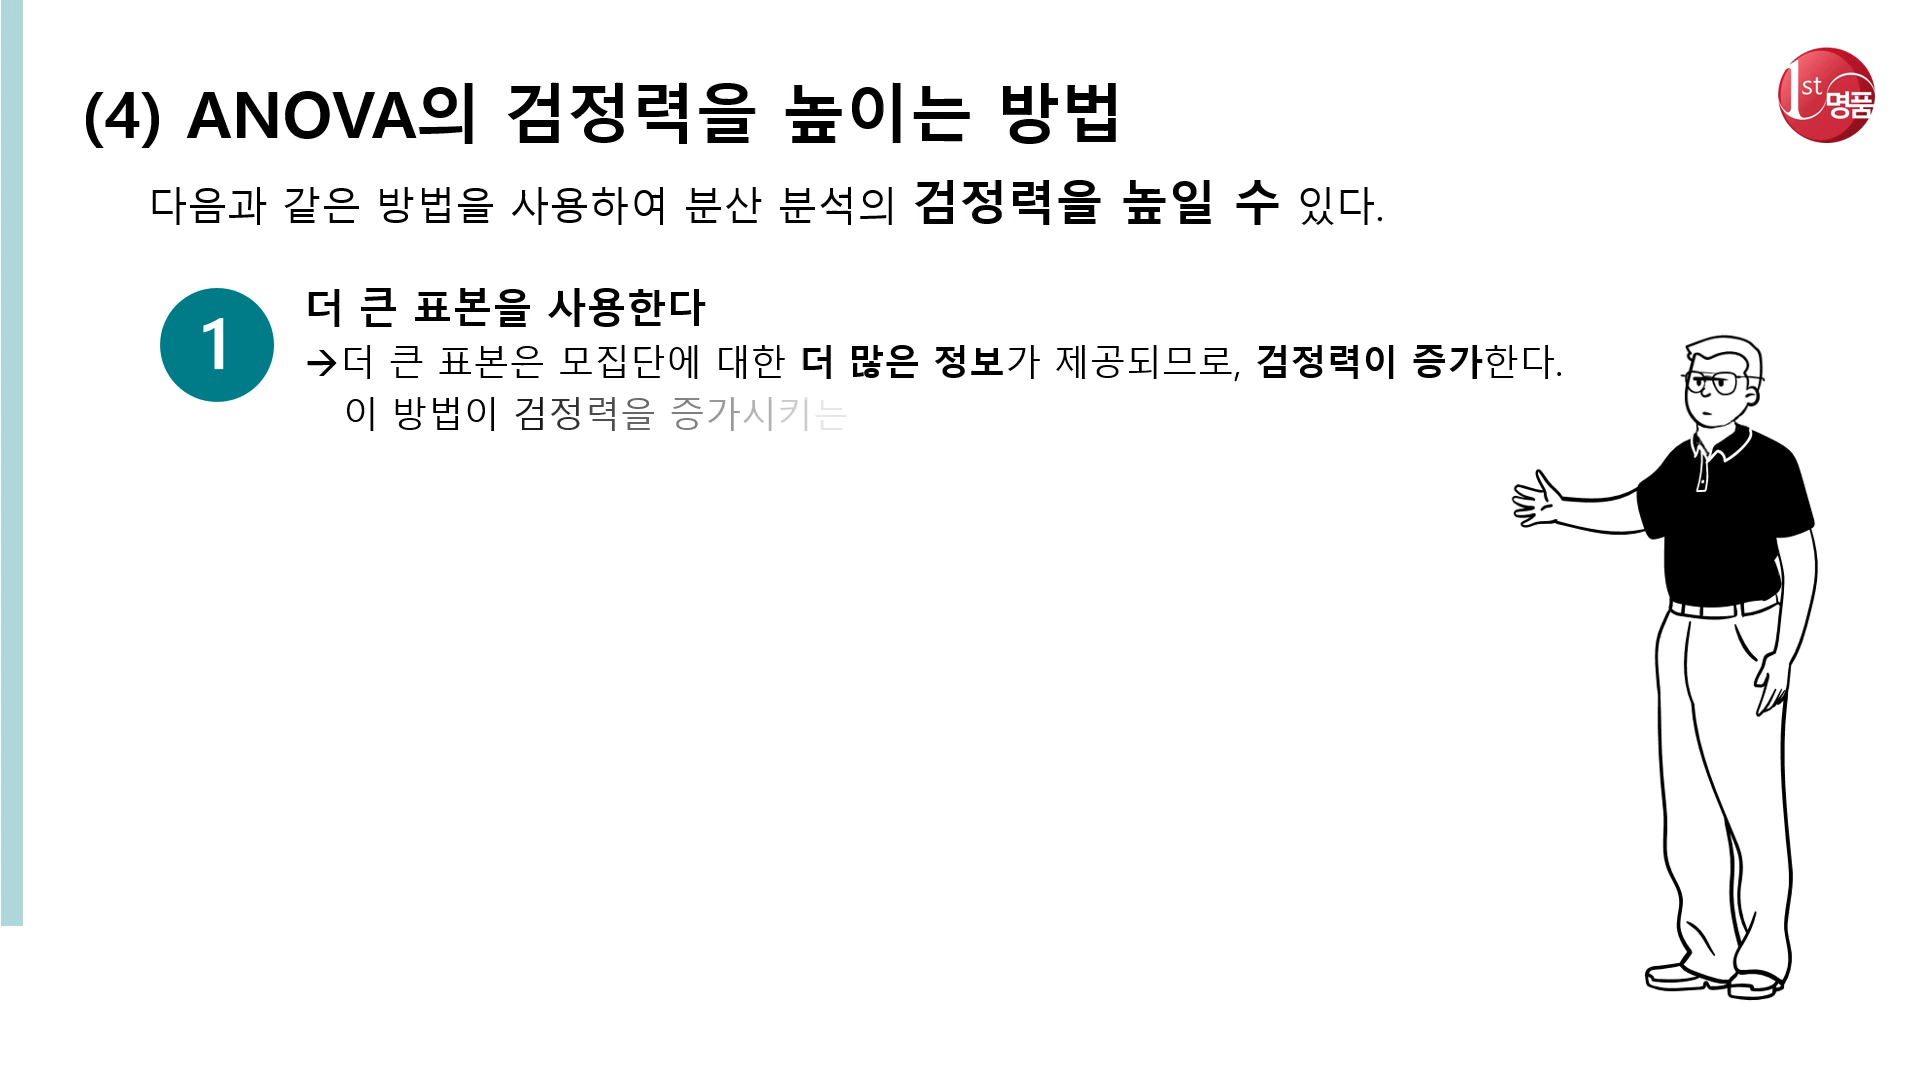 (4) ANOVA의 검정력을 높이는 방법
1st 명품
다음과 같은 방법을 사용하여 분산 분석의 검정력을 높일 수 있다.
1
더 큰 표본을 사용한다
→더 큰 표본은 모집단에 대한 더 많은 정보가 제공되므로, 검정력이 증가한다.
이 방법이 검정력을 증가시키는